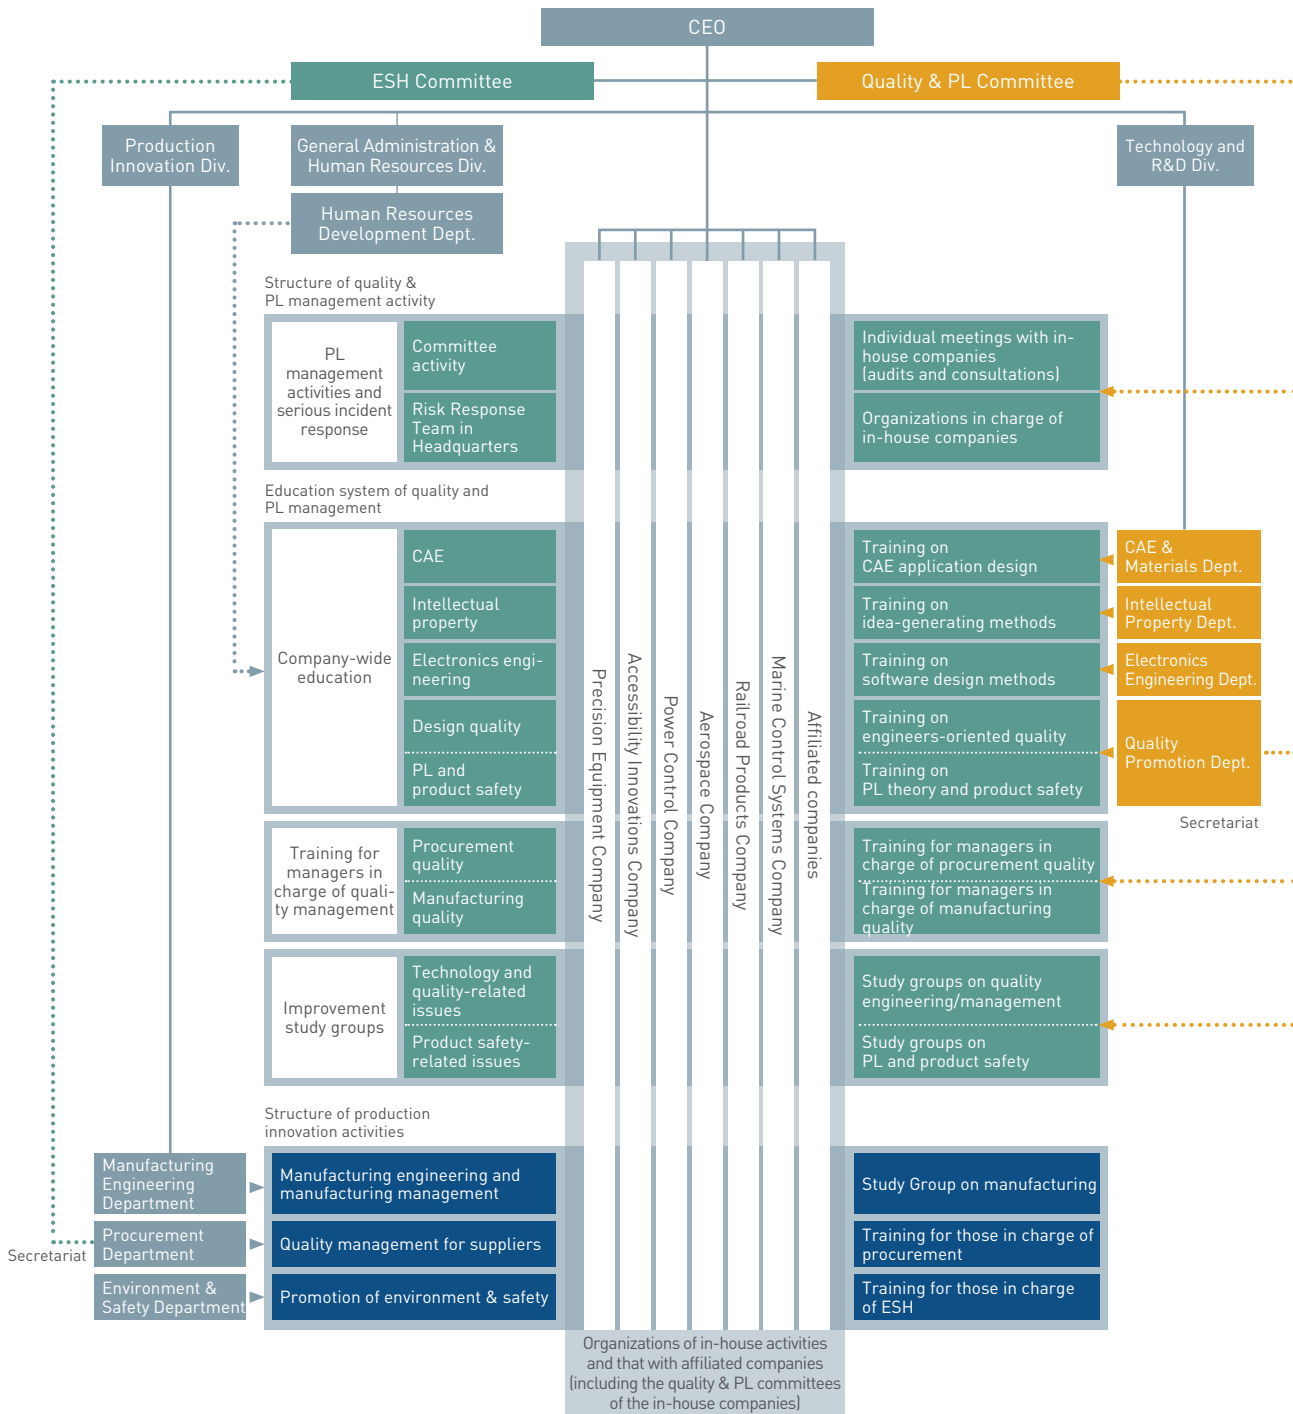 CEO
ESH Committee
Quality & PL Committee
Production
Innovation Div.
General Administration &
Human Resources Div.
Technology and
R&D Div.
Human Resources
Development Dept.
Structure of quality &
PL management activity
PL
management
activities and
serious incident
response
Committee
activity
Risk Response
Team in
Headquarters
Individual meetings with in-
house companies
(audits and consultations)
Organizations in charge of
in-house companies
Education system of quality and
PL management
Company-wide
education
CAE
Intellectual
property
Electronics engi-
neering
Design quality
PL and
product safety
Precision Equipment Company
Accessibility Innovations Company
Power Control Company
Aerospace Company
Railroad Products Company
Marine Control Systems Company
Affiliated companies
Training on
CAE application design
Training on
idea-generating methods
Training on
software design methods
Training on
engineers-oriented quality
Training on
PL theory and product safety
CAE &
Materials Dept.
Intellectual
Property Dept.
Electronics
Engineering Dept.
Quality
Promotion Dept.
Secretariat
Training for
managers in
charge of quali-
ty management
Procurement
quality
Manufacturing
quality
Training for managers in
charge of procurement quality
Training for managers in
charge of manufacturing
quality
Improvement
study groups
Technology and
quality-related
issues
Product safety-
related issues
Study groups on quality
engineering/management
Study groups on
PL and product safety
Structure of production
innovation activities
Manufacturing
Engineering
Department
Manufacturing engineering and
manufacturing management
Study Group on manufacturing
Secretariat
Procurement
Department
Quality management for suppliers
Training for those in charge of
procurement
Environment &
Safety Department
Promotion of environment & safety
Training for those in charge
of ESH
Organizations of in-house activities
and that with affiliated companies
(including the quality & PL committees
of the in-house companies)